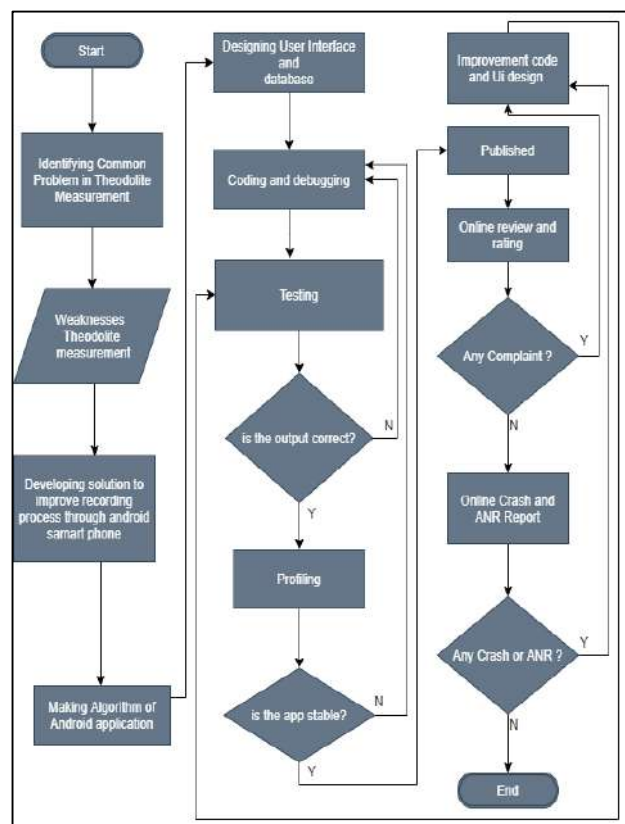 Start
Identifying Common
Problem in Theodolite
Measurement
Weaknesses
Theodolite
measurement
Developing solution to
improve recording
process through android
samart phone
Making Algorithm of
Android application
Designing User Interface
and
database
Coding and debugging
Testing
is the output correct?
N
Y
Profiling
is the app stable?
N
Y
Improvement code
and Ui design
Published
Online review and
rating
Any Complaint ?
Y
N
Online Crash and
ANR Report
Any Crash or ANR ?
Y
N
End